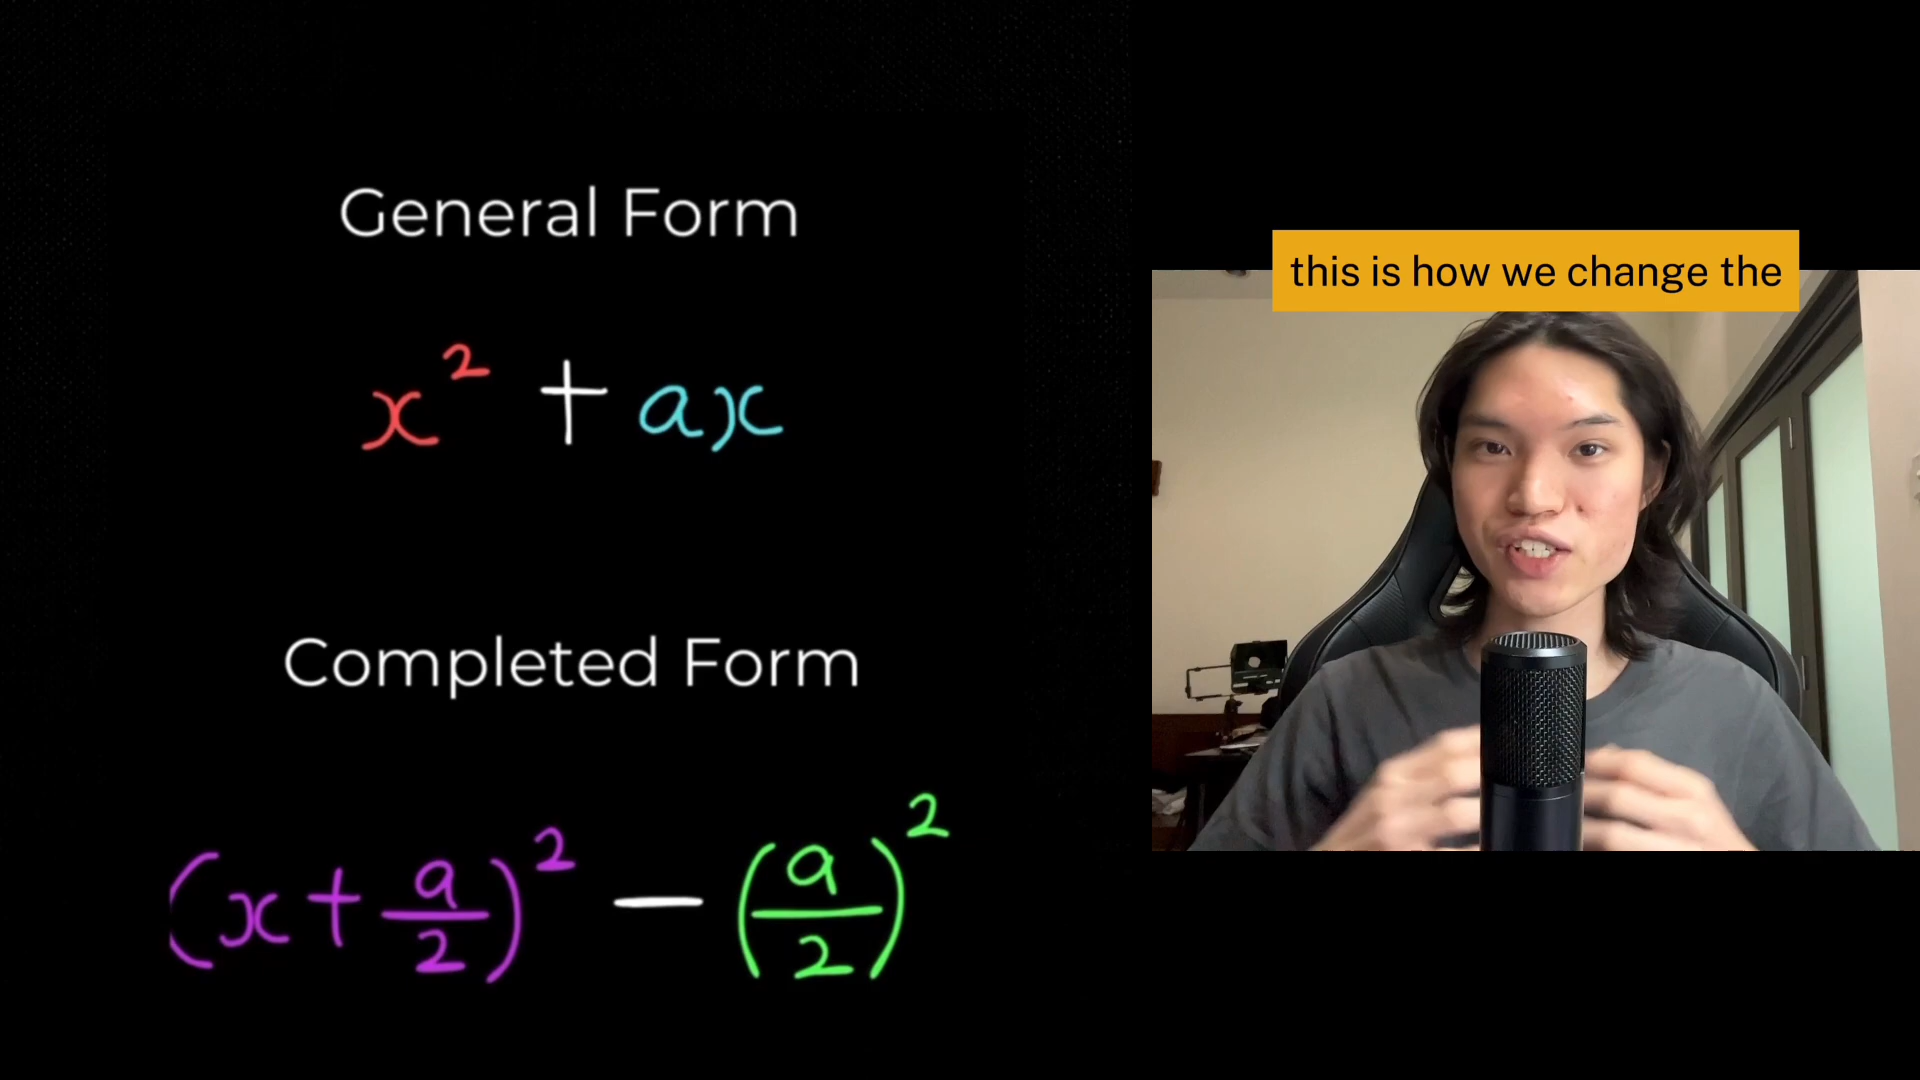 General Form
x² + ax
Completed Form
(x + a/2)² − (a/2)²
this is how we change the